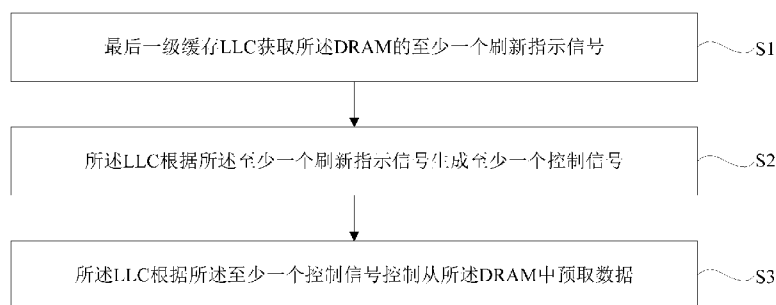 最后一级缓存LLC获取所述DRAM的至少一个刷新指示信号
S1
所述LLC根据所述至少一个刷新指示信号生成至少一个控制信号
S2
所述LLC根据所述至少一个控制信号控制从所述DRAM中预取数据
S3